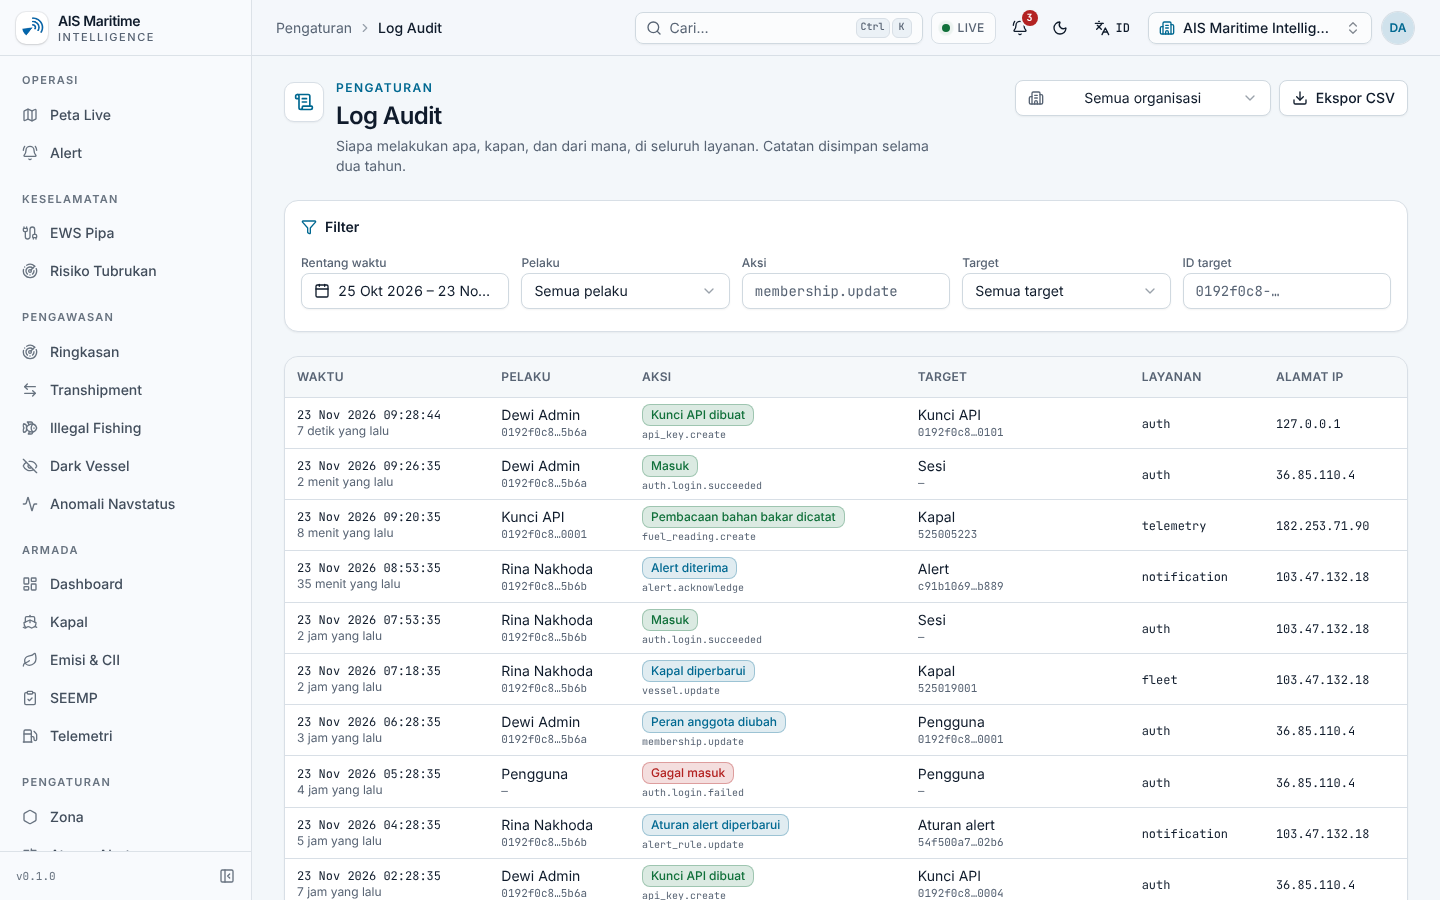 AIS Maritime
INTELLIGENCE
Pengaturan > Log Audit
Cari... Ctrl K
LIVE
3
ID
AIS Maritime Intellig...
DA
OPERASI
Peta Live
Alert
KESELAMATAN
EWS Pipa
Risiko Tubrukan
PENGAWASAN
Ringkasan
Transhipment
Illegal Fishing
Dark Vessel
Anomali Navstatus
ARMADA
Dashboard
Kapal
Emisi & CII
SEEMP
Telemetri
PENGATURAN
Zona
v0.1.0
PENGATURAN
Log Audit
Siapa melakukan apa, kapan, dan dari mana, di seluruh layanan. Catatan disimpan selama
dua tahun.
Semua organisasi
Ekspor CSV
Filter
Rentang waktu Pelaku Aksi Target ID target
25 Okt 2026 – 23 No... Semua pelaku membership.update Semua target 0192f0c8-…
WAKTU PELAKU AKSI TARGET LAYANAN ALAMAT IP
23 Nov 2026 09:28:44 Dewi Admin Kunci API dibuat Kunci API auth 127.0.0.1
7 detik yang lalu 0192f0c8…5b6a api_key.create 0192f0c8…0101
23 Nov 2026 09:26:35 Dewi Admin Masuk Sesi auth 36.85.110.4
2 menit yang lalu 0192f0c8…5b6a auth.login.succeeded –
23 Nov 2026 09:20:35 Kunci API Pembacaan bahan bakar dicatat Kapal telemetry 182.253.71.90
8 menit yang lalu 0192f0c8…0001 fuel_reading.create 525005223
23 Nov 2026 08:53:35 Rina Nakhoda Alert diterima Alert notification 103.47.132.18
35 menit yang lalu 0192f0c8…5b6b alert.acknowledge c91b1069…b889
23 Nov 2026 07:53:35 Rina Nakhoda Masuk Sesi auth 103.47.132.18
2 jam yang lalu 0192f0c8…5b6b auth.login.succeeded –
23 Nov 2026 07:18:35 Rina Nakhoda Kapal diperbarui Kapal fleet 103.47.132.18
2 jam yang lalu 0192f0c8…5b6b vessel.update 525019001
23 Nov 2026 06:28:35 Dewi Admin Peran anggota diubah Pengguna auth 36.85.110.4
3 jam yang lalu 0192f0c8…5b6a membership.update 0192f0c8…0001
23 Nov 2026 05:28:35 Pengguna Gagal masuk Pengguna auth 36.85.110.4
4 jam yang lalu – auth.login.failed –
23 Nov 2026 04:28:35 Rina Nakhoda Aturan alert diperbarui Aturan alert notification 103.47.132.18
5 jam yang lalu 0192f0c8…5b6b alert_rule.update 54f500a7…02b6
23 Nov 2026 02:28:35 Dewi Admin Kunci API dibuat Kunci API auth 36.85.110.4
7 jam yang lalu 0192f0c8…5b6a api_key.create 0192f0c8…0004